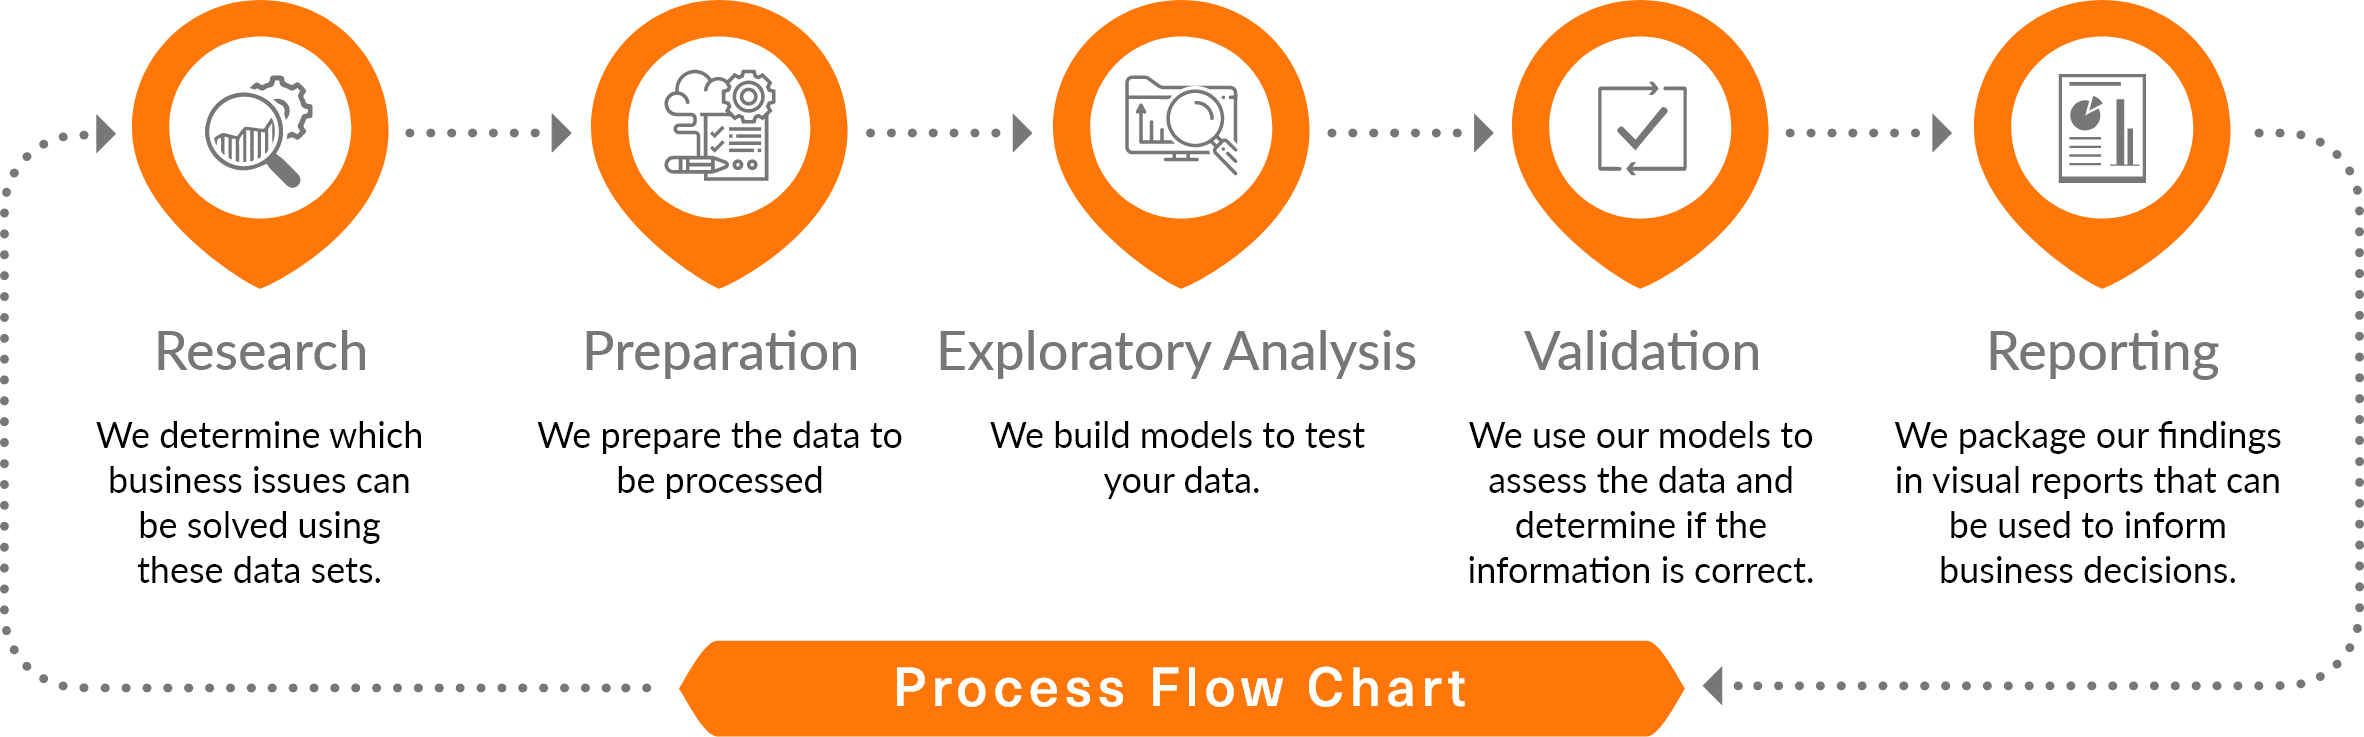 Research
We determine which
business issues can
be solved using
these data sets.
Preparation
We prepare the data to
be processed
Exploratory Analysis
We build models to test
your data.
Validation
We use our models to
assess the data and
determine if the
information is correct.
Reporting
We package our findings
in visual reports that can
be used to inform
business decisions.
Process Flow Chart